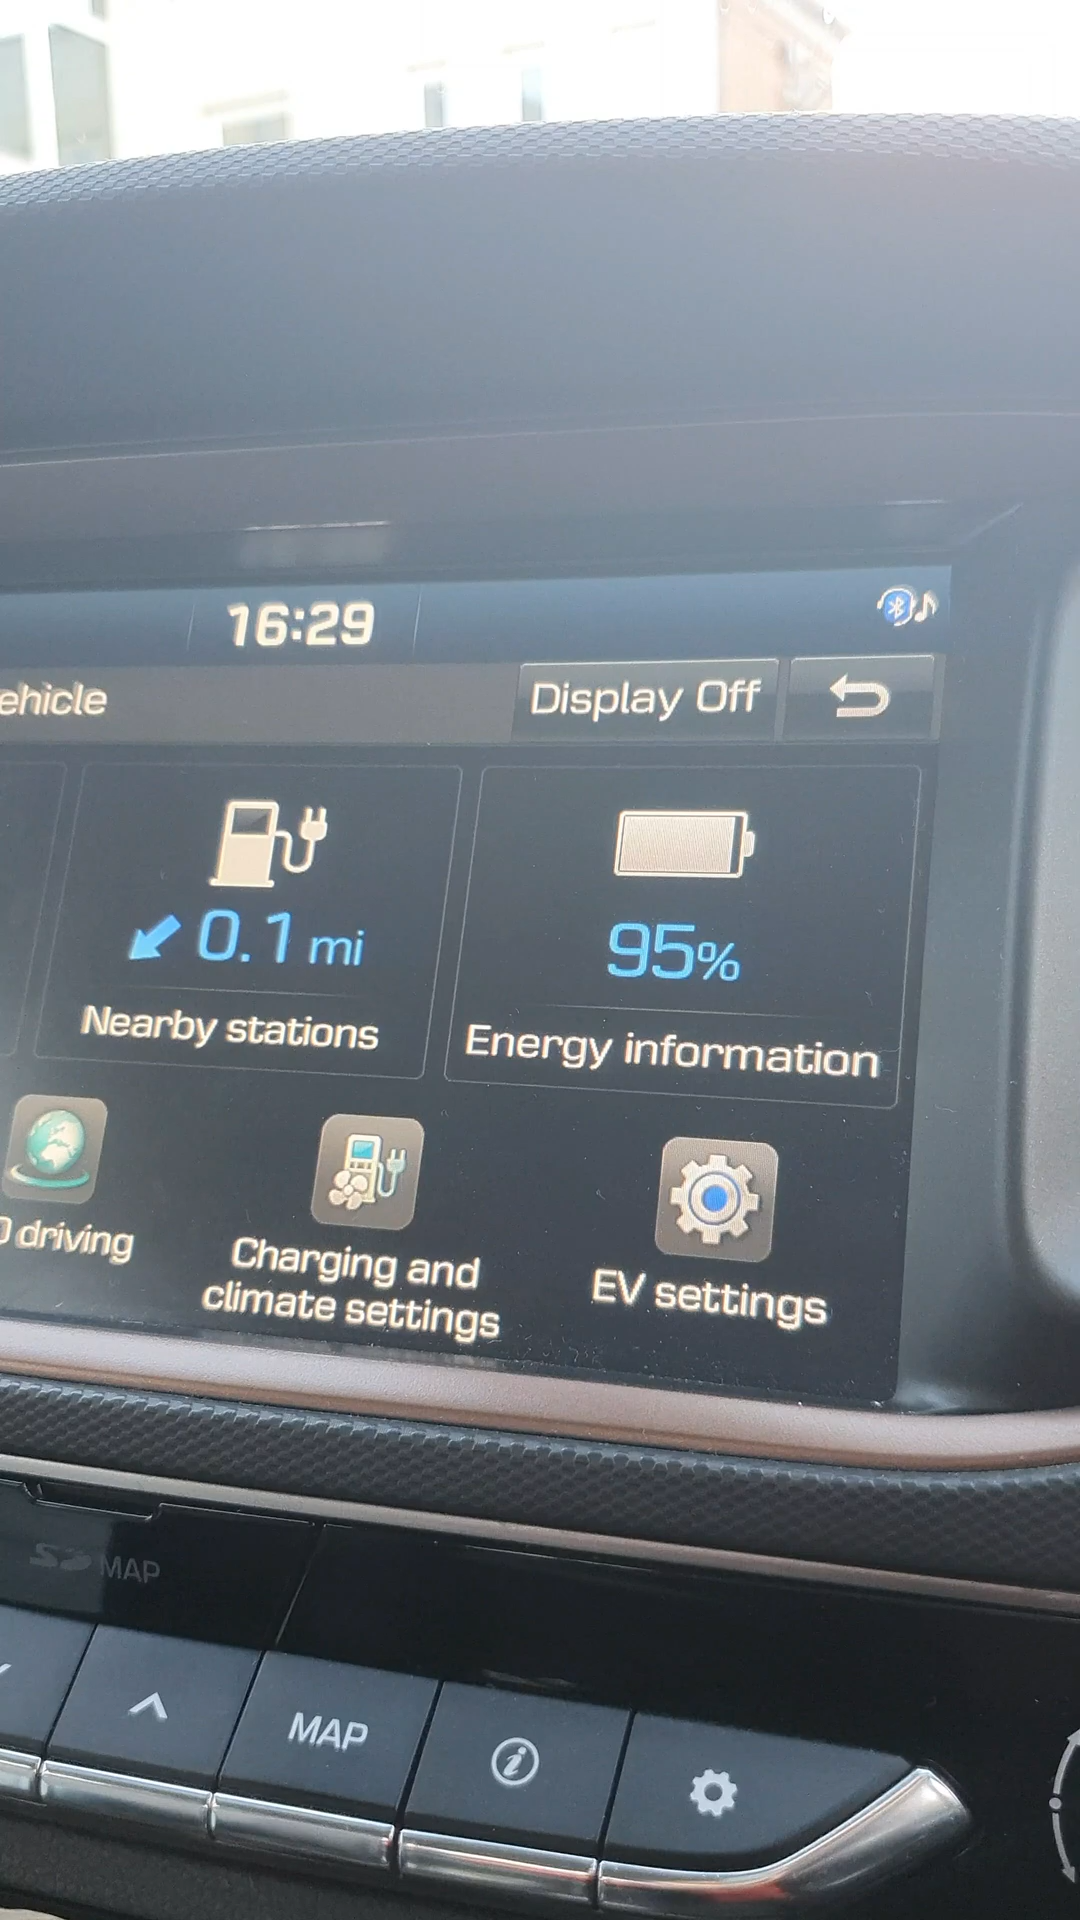 16:29
ehicle
Display Off
0.1 mi
95%
Nearby stations
Energy information
driving
Charging and
climate settings
EV settings
SD MAP
MAP
i